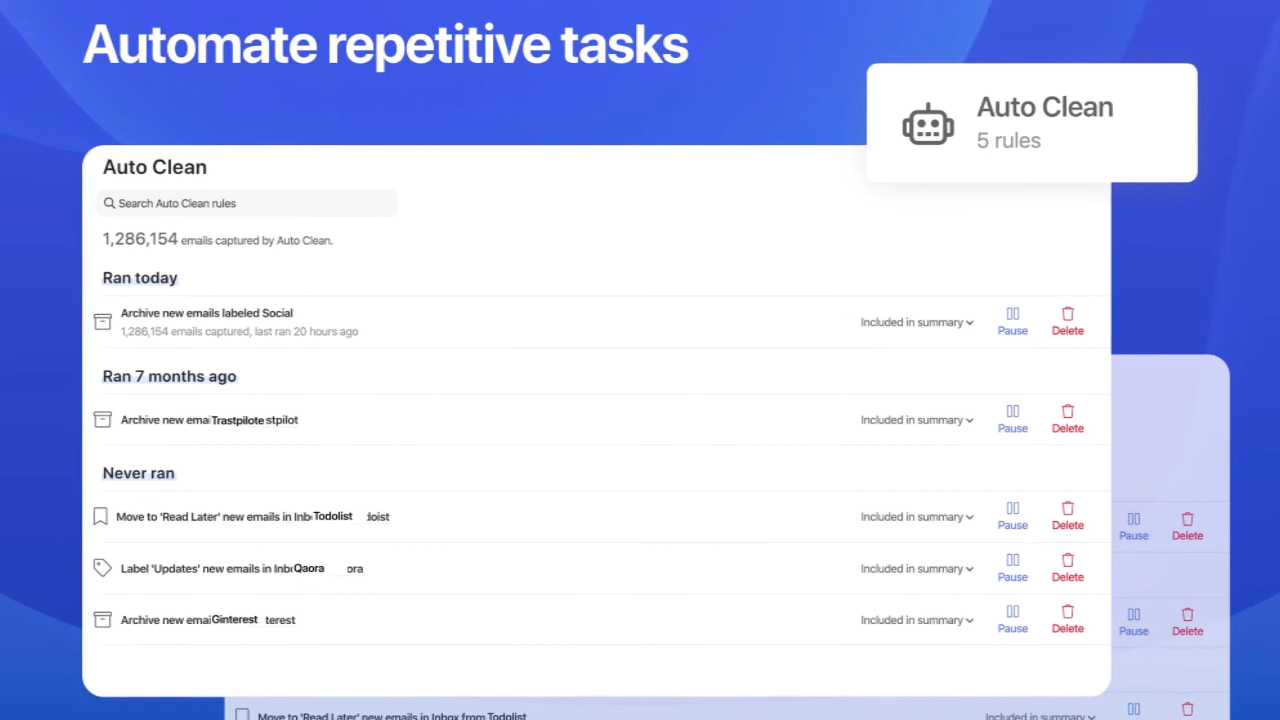 Automate repetitive tasks
Auto Clean
5 rules
Auto Clean
Search Auto Clean rules
1,286,154 emails captured by Auto Clean.
Ran today
Archive new emails labeled Social
1,286,154 emails captured, last ran 20 hours ago
Included in summary
Pause
Delete
Ran 7 months ago
Archive new emai Trastpilote stpilot
Included in summary
Pause
Delete
Never ran
Move to 'Read Later' new emails in Inb Todolist oist
Included in summary
Pause
Delete
Pause
Delete
Label 'Updates' new emails in Inb Qaora ora
Included in summary
Pause
Delete
Archive new emai Ginterest terest
Included in summary
Pause
Delete
Pause
Delete
Move to 'Read Later' new emails in Inbox from Todolist
Included in summary